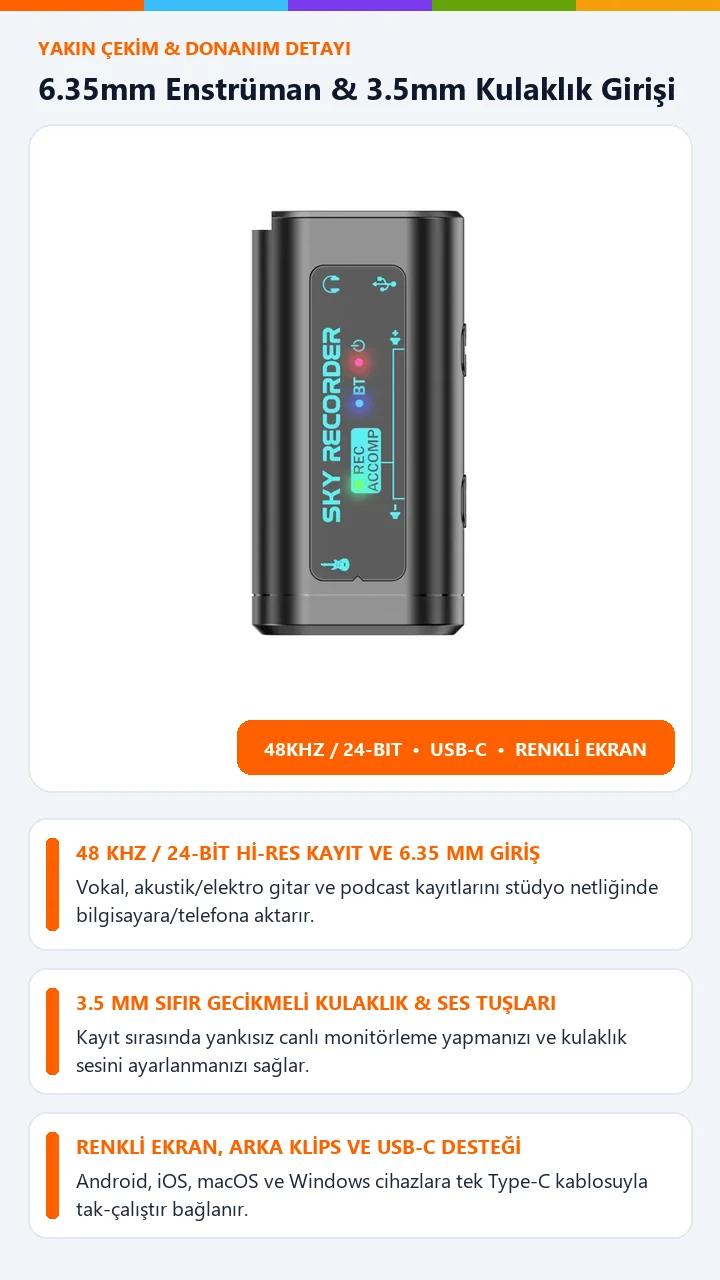 YAKIN ÇEKİM & DONANIM DETAYI
6.35mm Enstrüman & 3.5mm Kulaklık Girişi
SKY RECORDER
BT
REC
ACCOMP
48KHZ / 24-BIT • USB-C • RENKLİ EKRAN
48 KHZ / 24-BİT Hİ-RES KAYIT VE 6.35 MM GİRİŞ
Vokal, akustik/elektro gitar ve podcast kayıtlarını stüdyo netliğinde
bilgisayara/telefona aktarır.
3.5 MM SIFIR GECİKMELİ KULAKLIK & SES TUŞLARI
Kayıt sırasında yankısız canlı monitörleme yapmanızı ve kulaklık
sesini ayarlanmanızı sağlar.
RENKLİ EKRAN, ARKA KLİPS VE USB-C DESTEĞİ
Android, iOS, macOS ve Windows cihazlara tek Type-C kablosuyla
tak-çalıştır bağlanır.